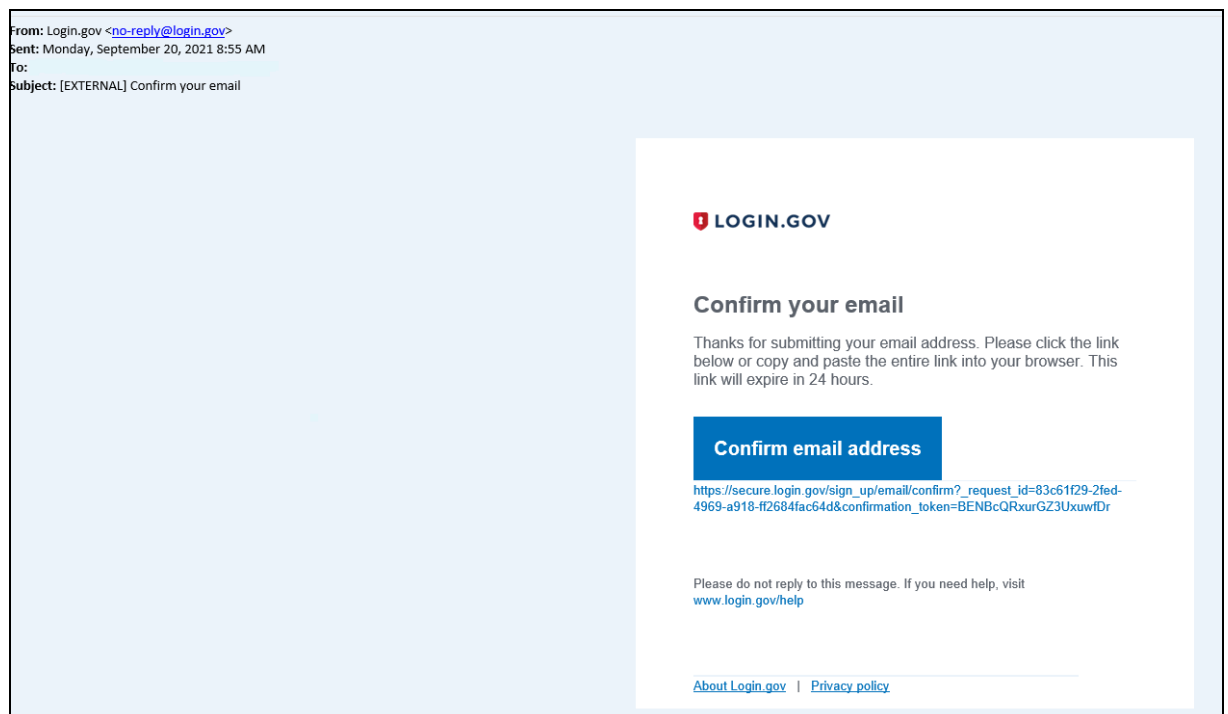 From: Login.gov <no-reply@login.gov>
Sent: Monday, September 20, 2021 8:55 AM
To:
Subject: [EXTERNAL] Confirm your email
LOGIN.GOV
Confirm your email
Thanks for submitting your email address. Please click the link
below or copy and paste the entire link into your browser. This
link will expire in 24 hours.
Confirm email address
https://secure.login.gov/sign_up/email/confirm?_request_id=83c61f29-2fed-
4969-a918-ff2684fac64d&confirmation_token=BENBcQRxurGZ3UxuwfDr
Please do not reply to this message. If you need help, visit
www.login.gov/help
About Login.gov | Privacy policy